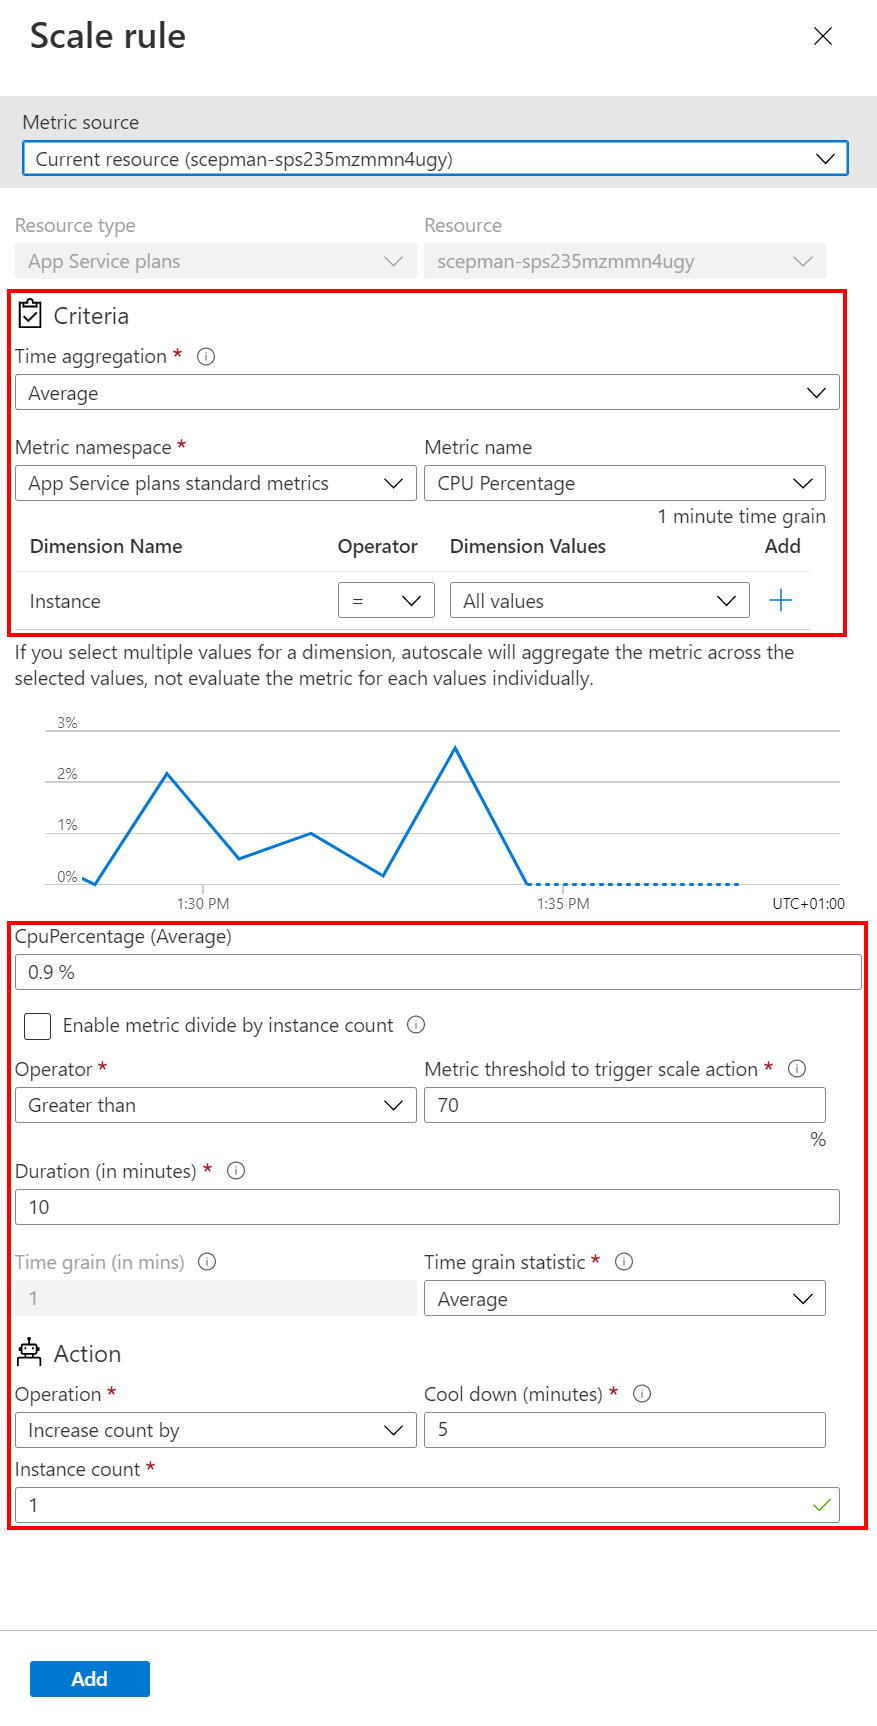 Scale rule
Metric source
Current resource (scepman-sps235mzmmn4ugy)
Resource type Resource
App Service plans scepman-sps235mzmmn4ugy
Criteria
Time aggregation *
Average
Metric namespace * Metric name
App Service plans standard metrics CPU Percentage
1 minute time grain
Dimension Name Operator Dimension Values Add
Instance = All values +
If you select multiple values for a dimension, autoscale will aggregate the metric across the
selected values, not evaluate the metric for each values individually.
3%
2%
1%
0%
1:30 PM 1:35 PM UTC+01:00
CpuPercentage (Average)
0.9 %
Enable metric divide by instance count
Operator * Metric threshold to trigger scale action *
Greater than 70
%
Duration (in minutes) *
10
Time grain (in mins) Time grain statistic *
1 Average
Action
Operation * Cool down (minutes) *
Increase count by 5
Instance count *
1
Add